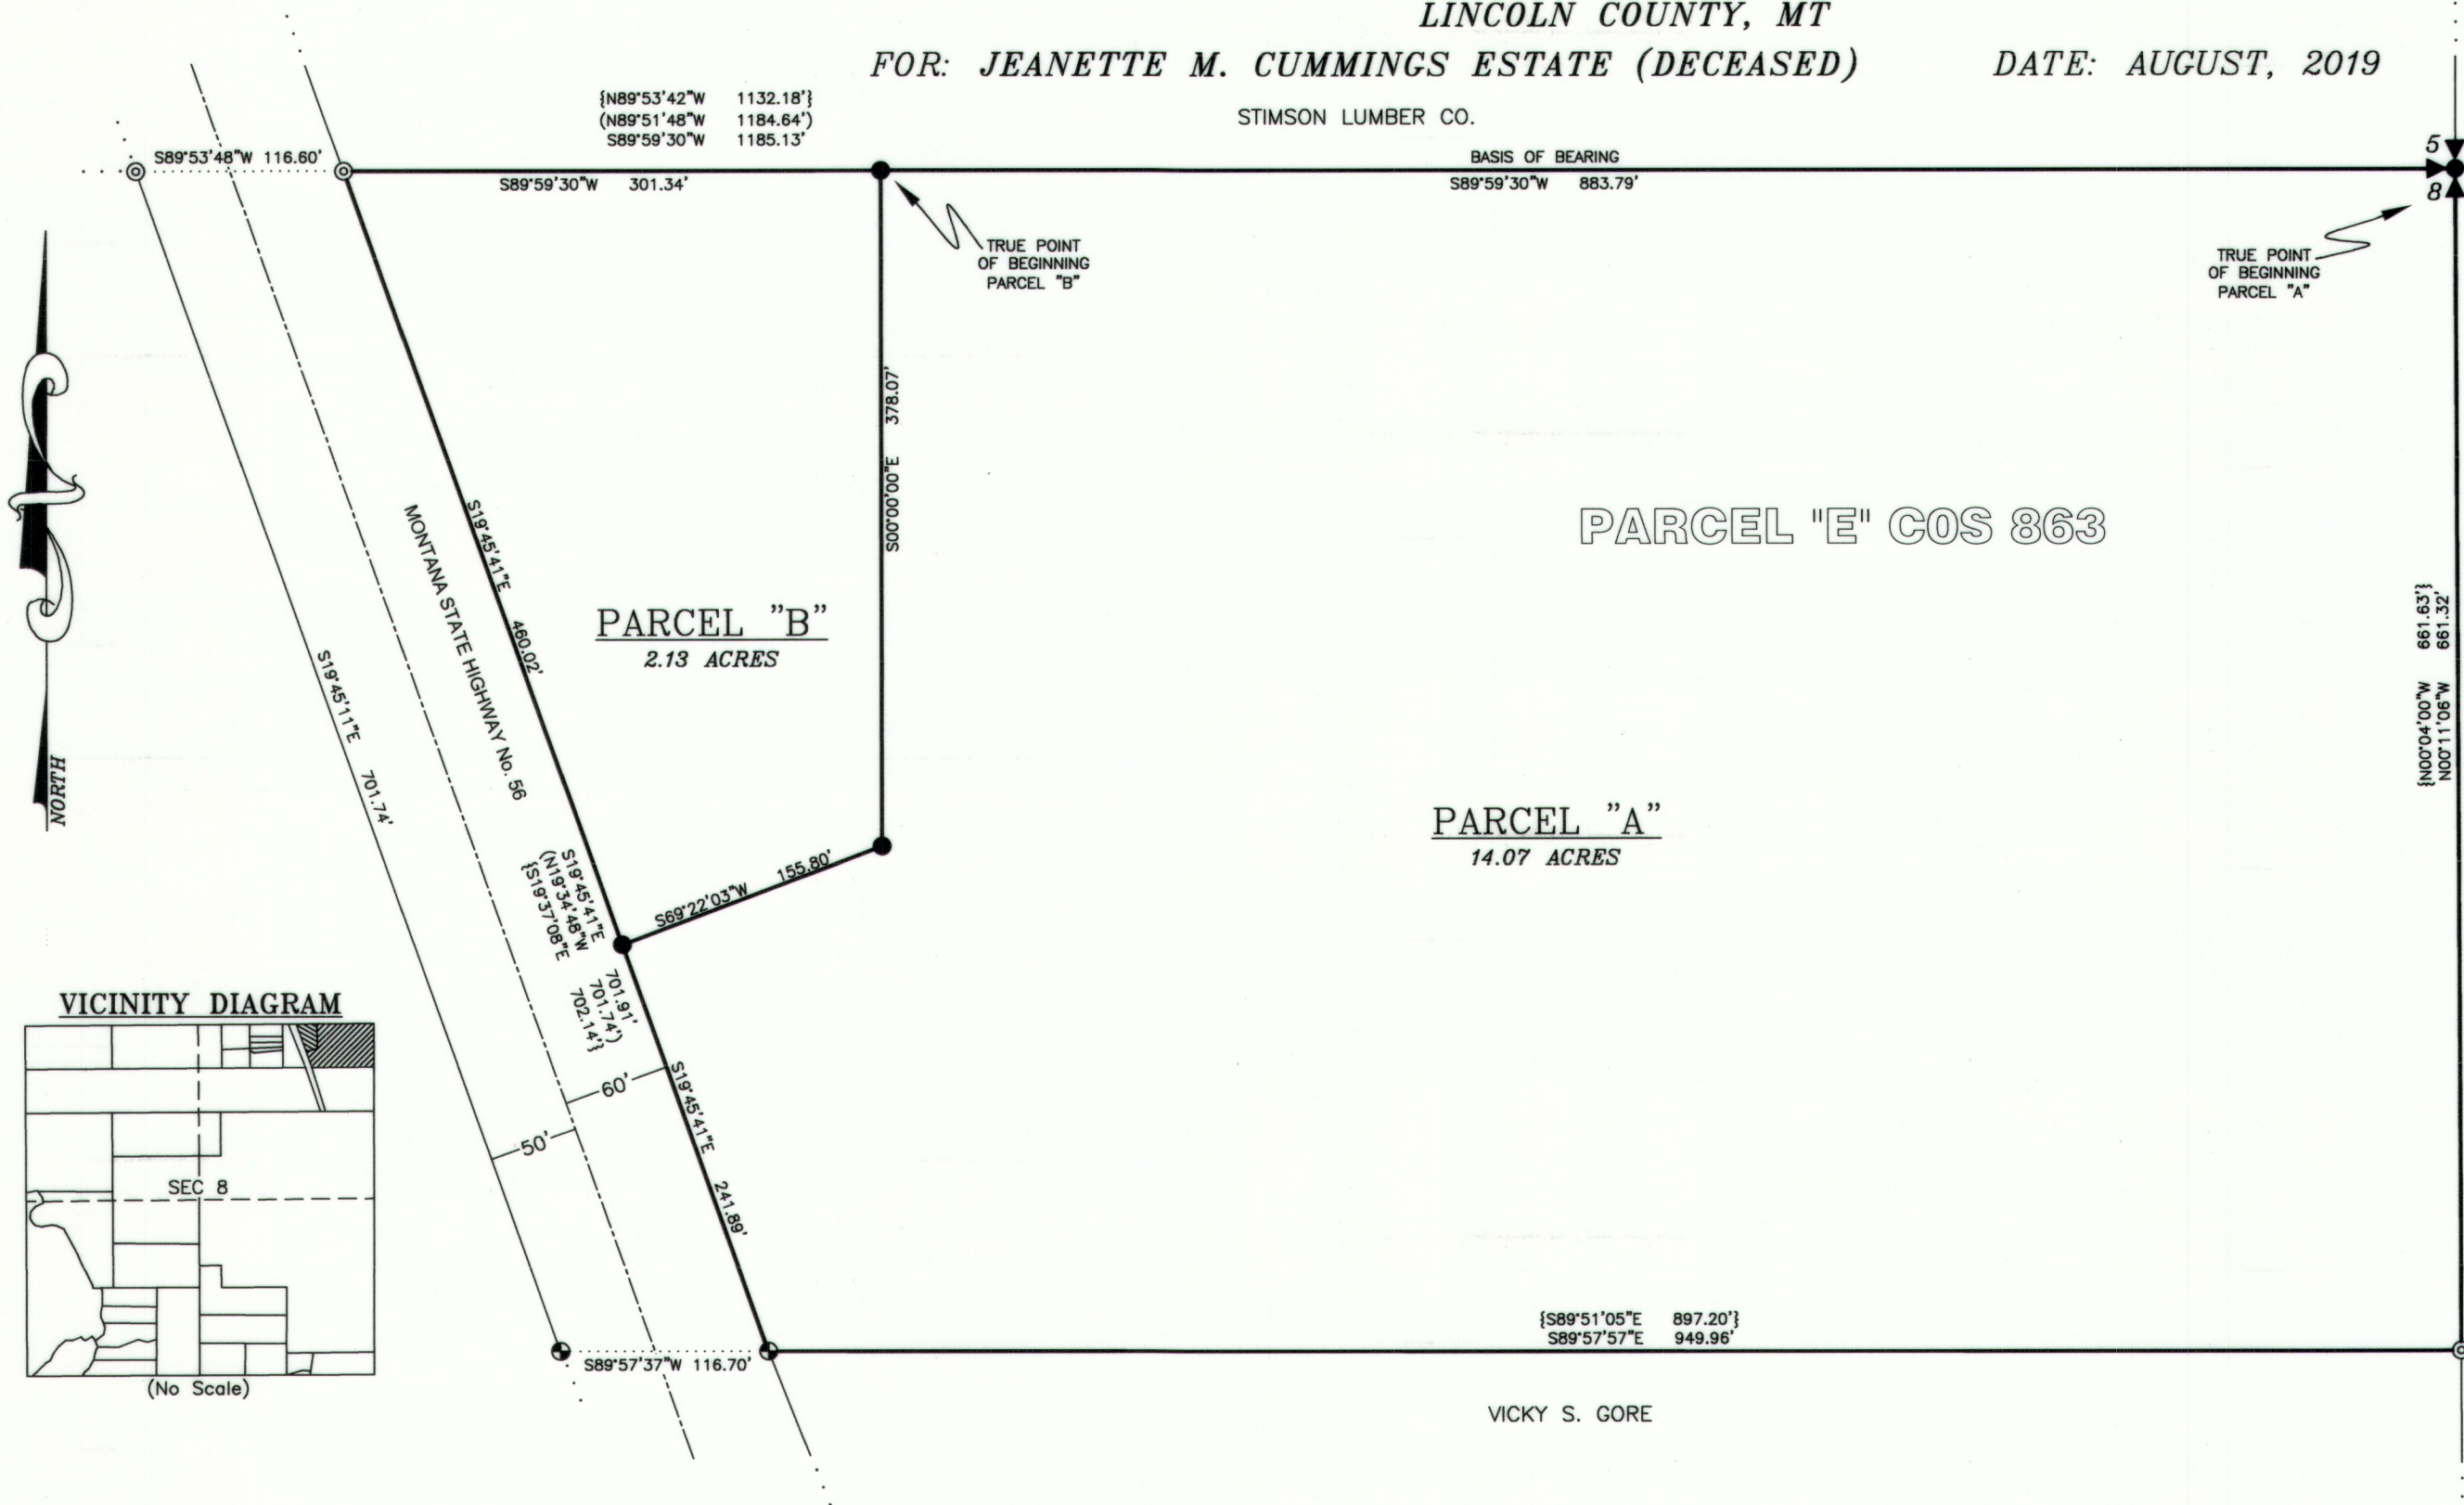 LINCOLN COUNTY, MT
FOR: JEANETTE M. CUMMINGS ESTATE (DECEASED) DATE: AUGUST, 2019
{N89°53'42"W 1132.18'}
(N89°51'48"W 1184.64')
S89°59'30"W 1185.13'
STIMSON LUMBER CO.
S89°53'48"W 116.60'
BASIS OF BEARING
5
S89°59'30"W 301.34'
S89°59'30"W 883.79'
8
TRUE POINT
OF BEGINNING
PARCEL "B"
TRUE POINT
OF BEGINNING
PARCEL "A"
S00°00'00"E 378.07'
PARCEL "E" COS 863
S19°45'41"E 460.02'
MONTANA STATE HIGHWAY No. 56
PARCEL "B"
2.13 ACRES
{N00°04'00"W 661.63'}
N00°11'06"W 661.32'
S19°45'11"E 701.74'
NORTH
PARCEL "A"
14.07 ACRES
S69°22'03"W 155.80'
S19°45'41"E 701.91'
(N19°34'48"W 701.74')
{S19°37'08"E 702.14'}
VICINITY DIAGRAM
60'
50'
S19°45'41"E 241.89'
SEC 8
(No Scale)
{S89°51'05"E 897.20'}
S89°57'57"E 949.96'
S89°57'37"W 116.70'
VICKY S. GORE